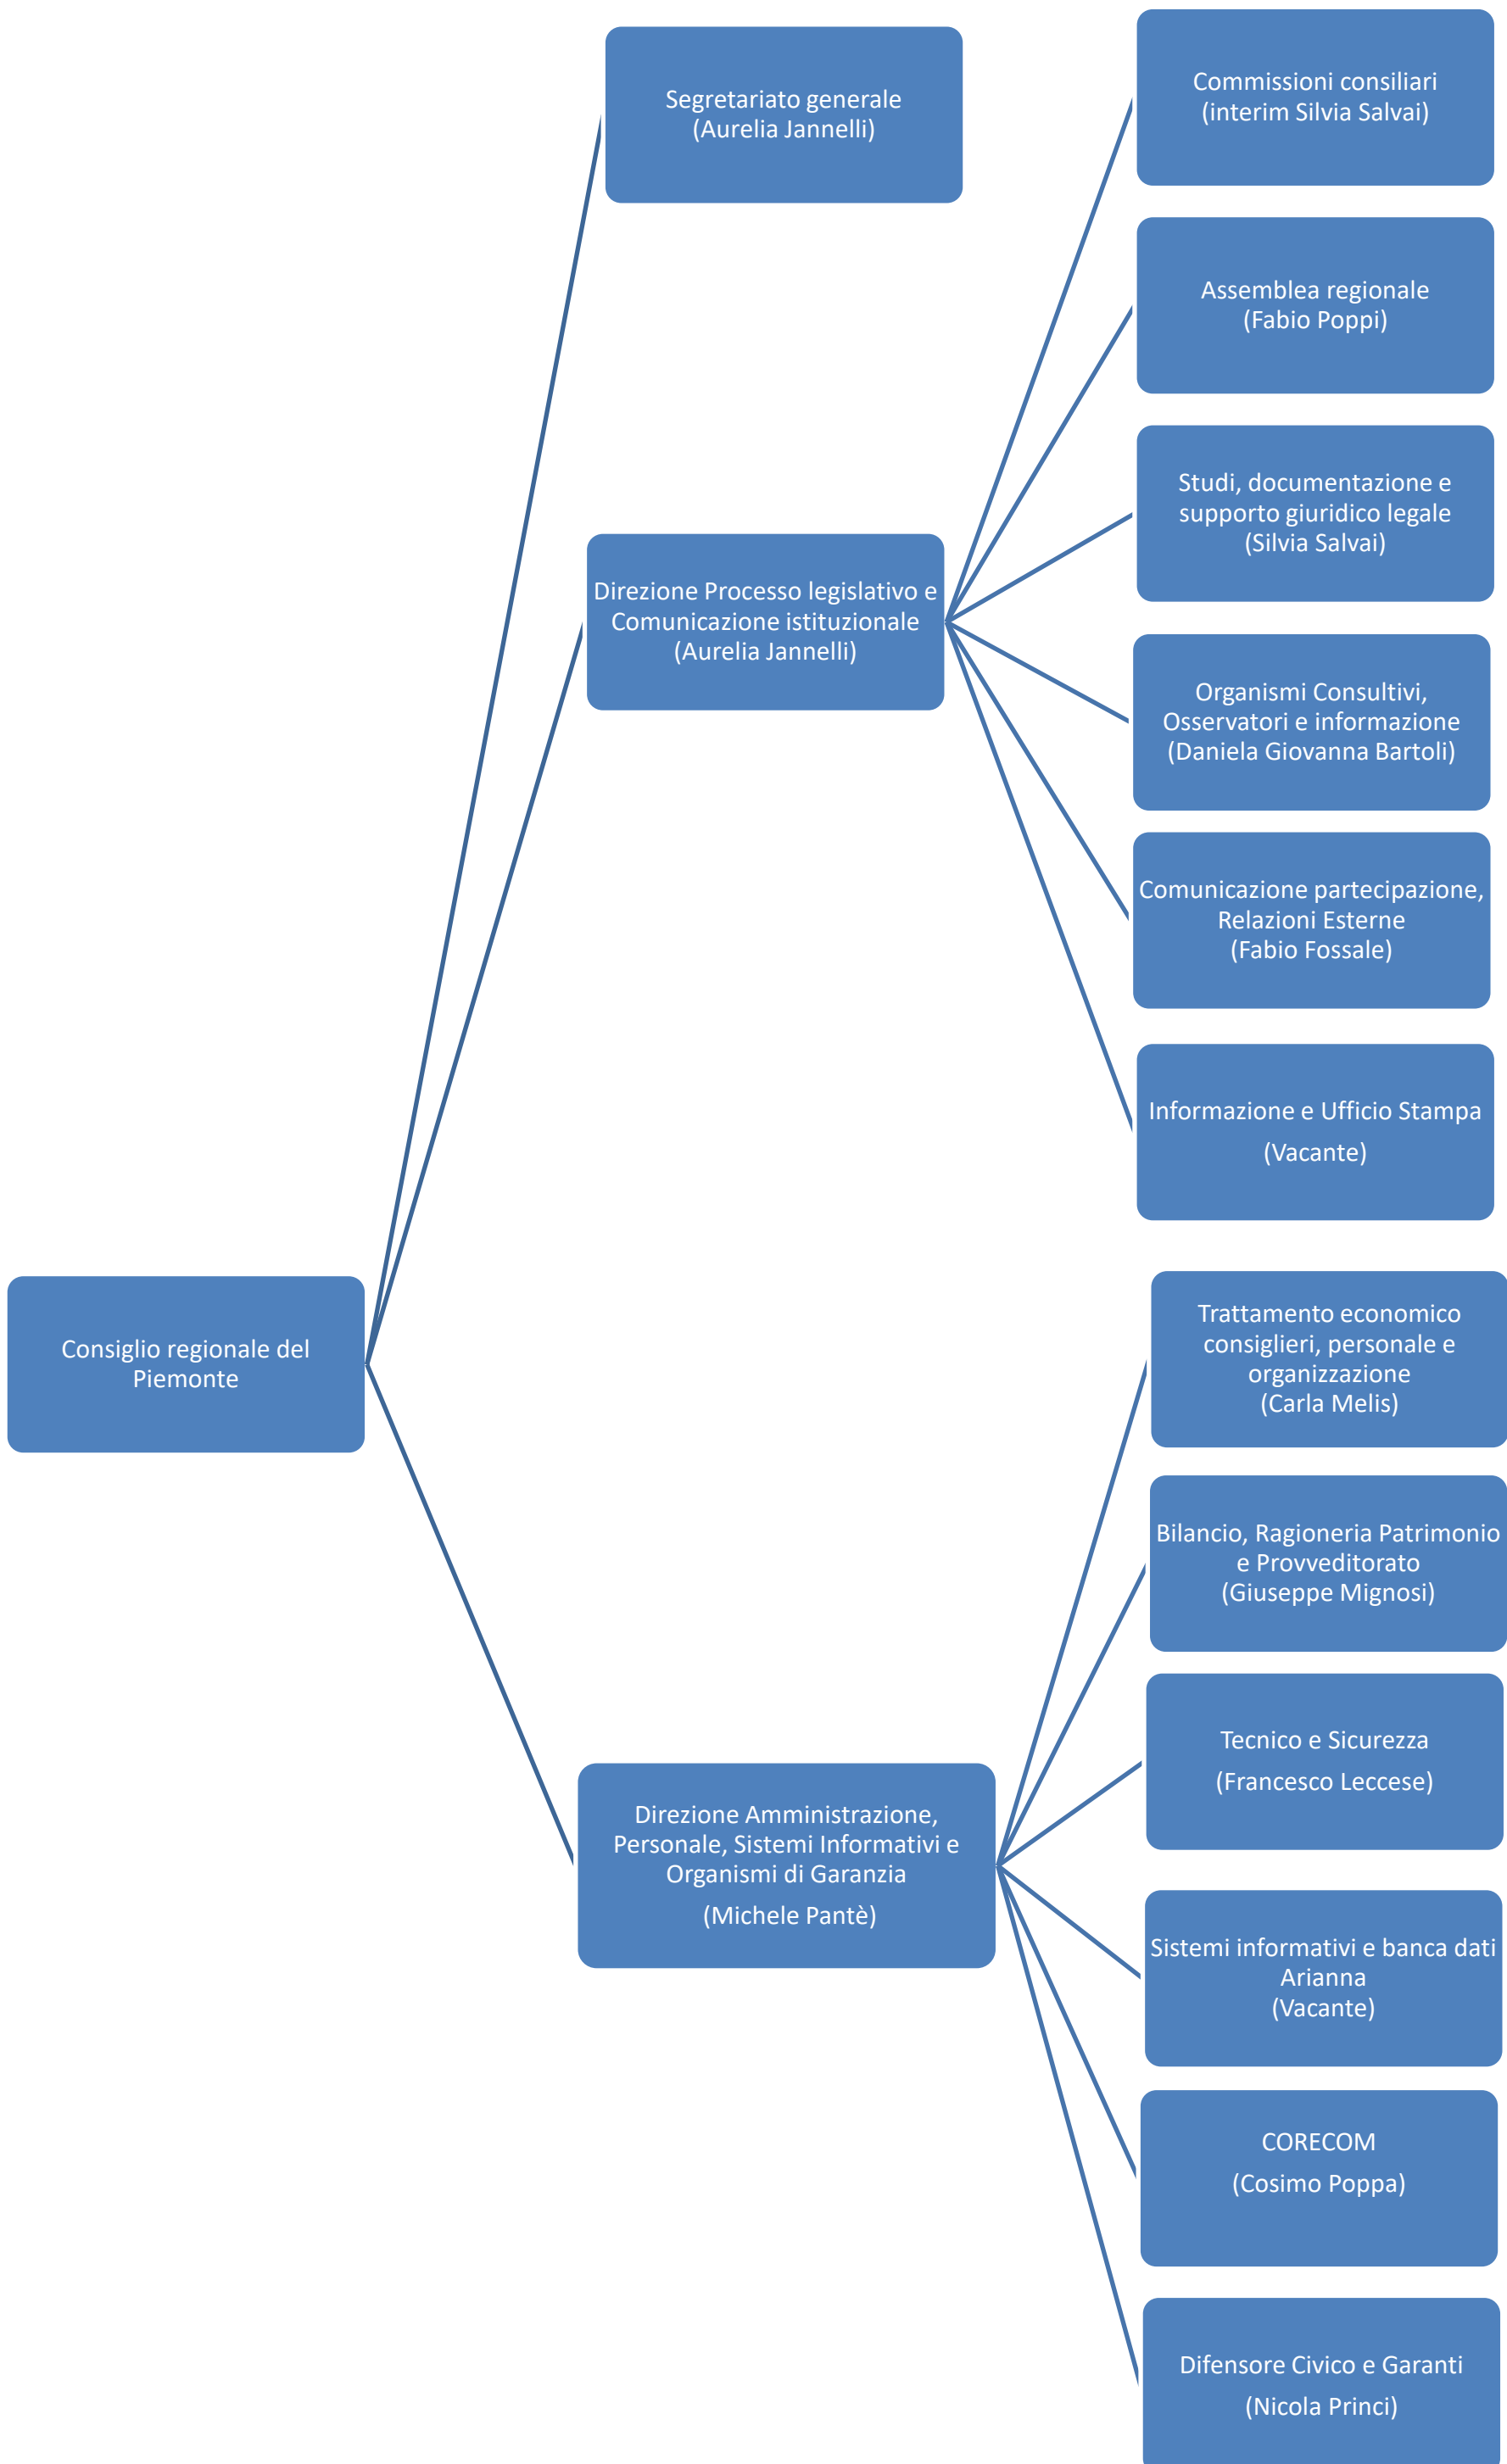 Segretariato generale
(Aurelia Jannelli)
Commissioni consiliari
(interim Silvia Salvai)
Assemblea regionale
(Fabio Poppi)
Studi, documentazione e
supporto giuridico legale
(Silvia Salvai)
Direzione Processo legislativo e
Comunicazione istituzionale
(Aurelia Jannelli)
Organismi Consultivi,
Osservatori e informazione
(Daniela Giovanna Bartoli)
Comunicazione partecipazione,
Relazioni Esterne
(Fabio Fossale)
Informazione e Ufficio Stampa
(Vacante)
Consiglio regionale del
Piemonte
Trattamento economico
consiglieri, personale e
organizzazione
(Carla Melis)
Bilancio, Ragioneria Patrimonio
e Provveditorato
(Giuseppe Mignosi)
Tecnico e Sicurezza
(Francesco Leccese)
Direzione Amministrazione,
Personale, Sistemi Informativi e
Organismi di Garanzia
(Michele Pantè)
Sistemi informativi e banca dati
Arianna
(Vacante)
CORECOM
(Cosimo Poppa)
Difensore Civico e Garanti
(Nicola Princi)